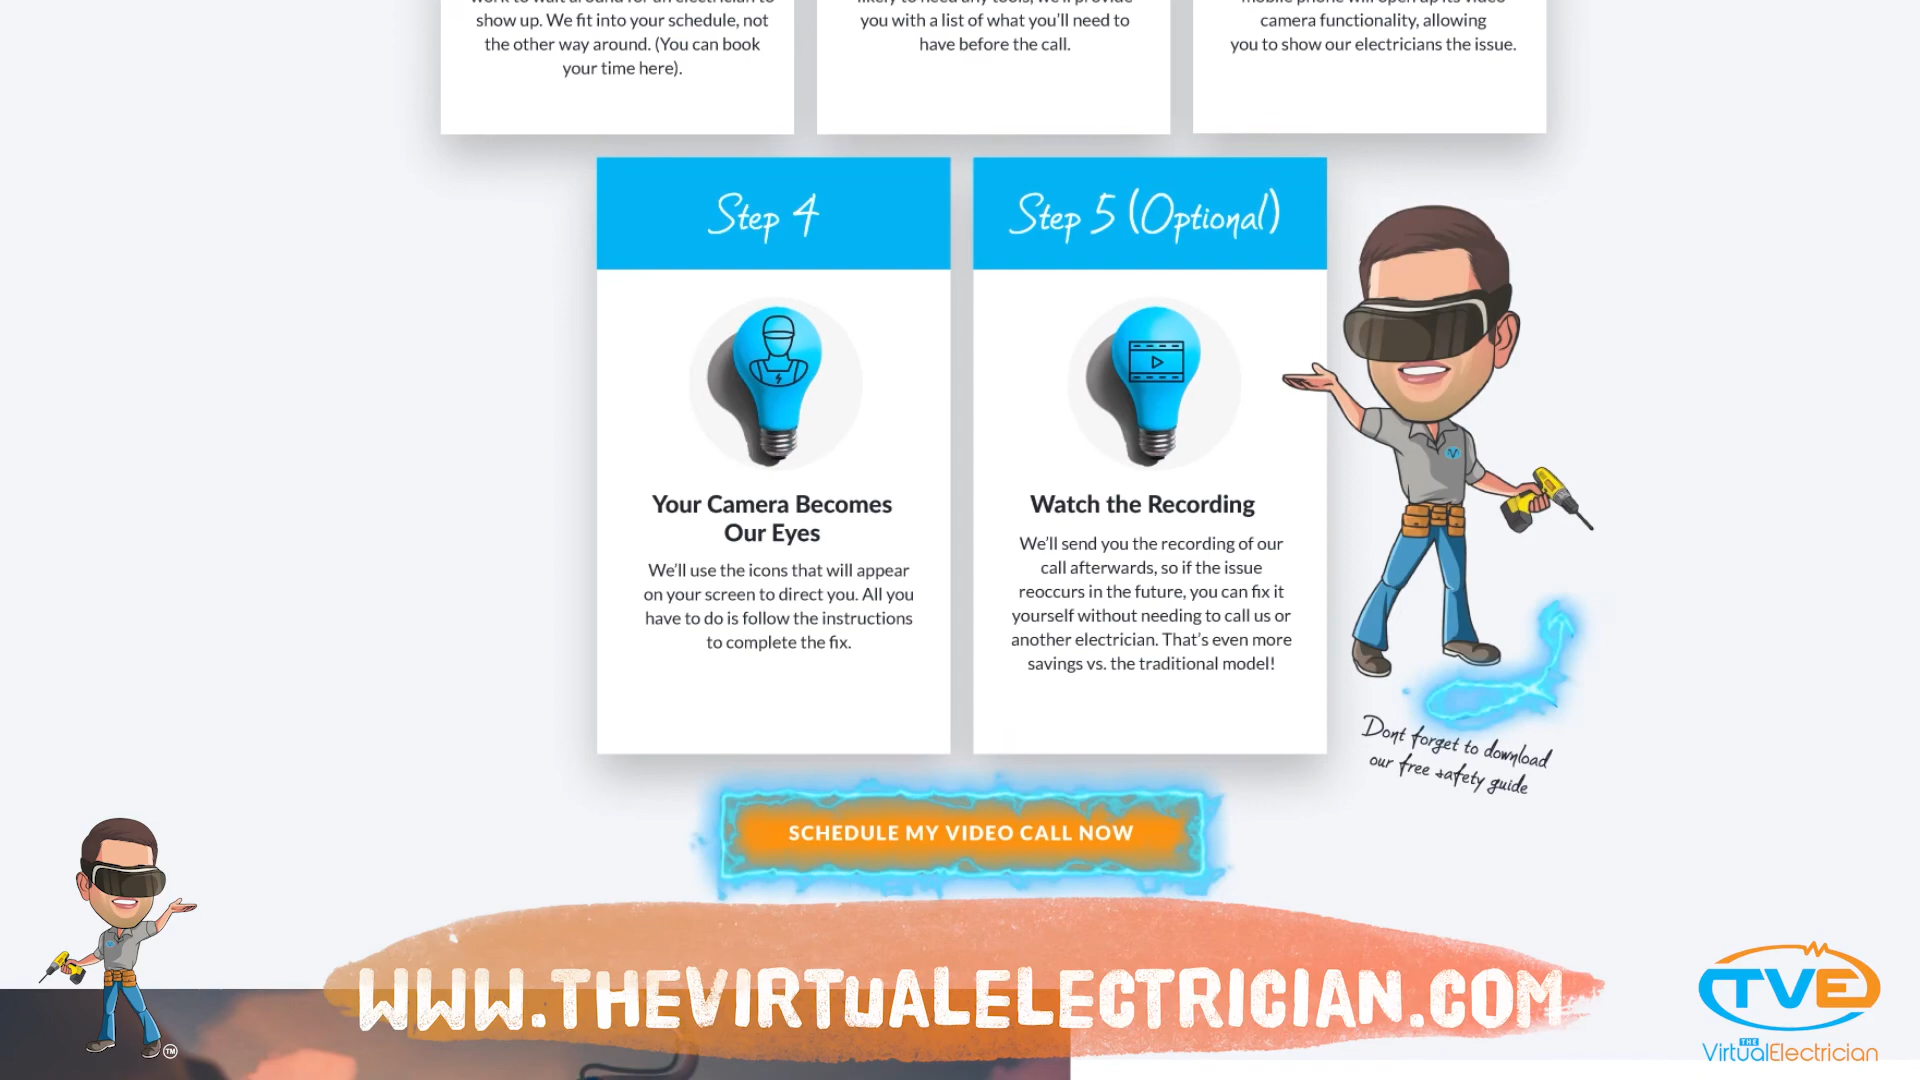 show up. We fit into your schedule, not
the other way around. (You can book
your time here).
you with a list of what you'll need to
have before the call.
camera functionality, allowing
you to show our electricians the issue.
Step 4
Your Camera Becomes
Our Eyes
We'll use the icons that will appear
on your screen to direct you. All you
have to do is follow the instructions
to complete the fix.
Step 5 (Optional)
Watch the Recording
We'll send you the recording of our
call afterwards, so if the issue
reoccurs in the future, you can fix it
yourself without needing to call us or
another electrician. That's even more
savings vs. the traditional model!
Dont forget to download
our free safety guide
SCHEDULE MY VIDEO CALL NOW
WWW.THEVIRTUALELECTRICIAN.COM
TM
TVE
THE
VirtualElectrician